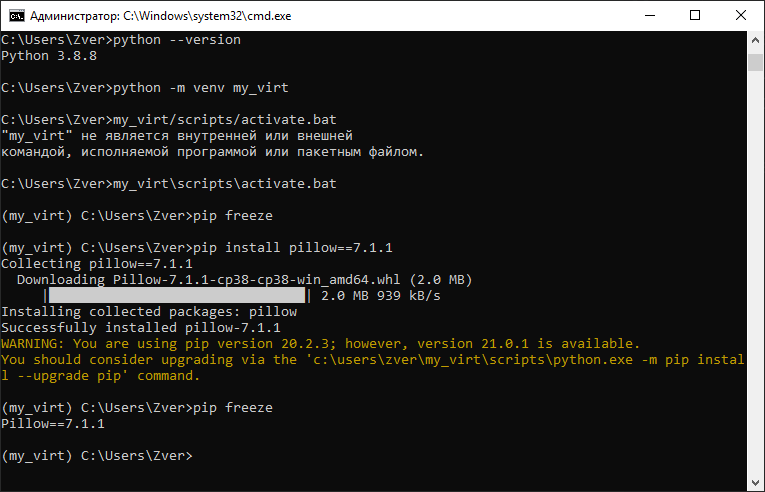 Администратор: C:\Windows\system32\cmd.exe
C:\Users\Zver>python --version
Python 3.8.8
C:\Users\Zver>python -m venv my_virt
C:\Users\Zver>my_virt/scripts/activate.bat
"my_virt" не является внутренней или внешней
командой, исполняемой программой или пакетным файлом.
C:\Users\Zver>my_virt\scripts\activate.bat
(my_virt) C:\Users\Zver>pip freeze
(my_virt) C:\Users\Zver>pip install pillow==7.1.1
Collecting pillow==7.1.1
  Downloading Pillow-7.1.1-cp38-cp38-win_amd64.whl (2.0 MB)
     |████████████████████████████████| 2.0 MB 939 kB/s
Installing collected packages: pillow
Successfully installed pillow-7.1.1
WARNING: You are using pip version 20.2.3; however, version 21.0.1 is available.
You should consider upgrading via the 'c:\users\zver\my_virt\scripts\python.exe -m pip instal
l --upgrade pip' command.
(my_virt) C:\Users\Zver>pip freeze
Pillow==7.1.1
(my_virt) C:\Users\Zver>